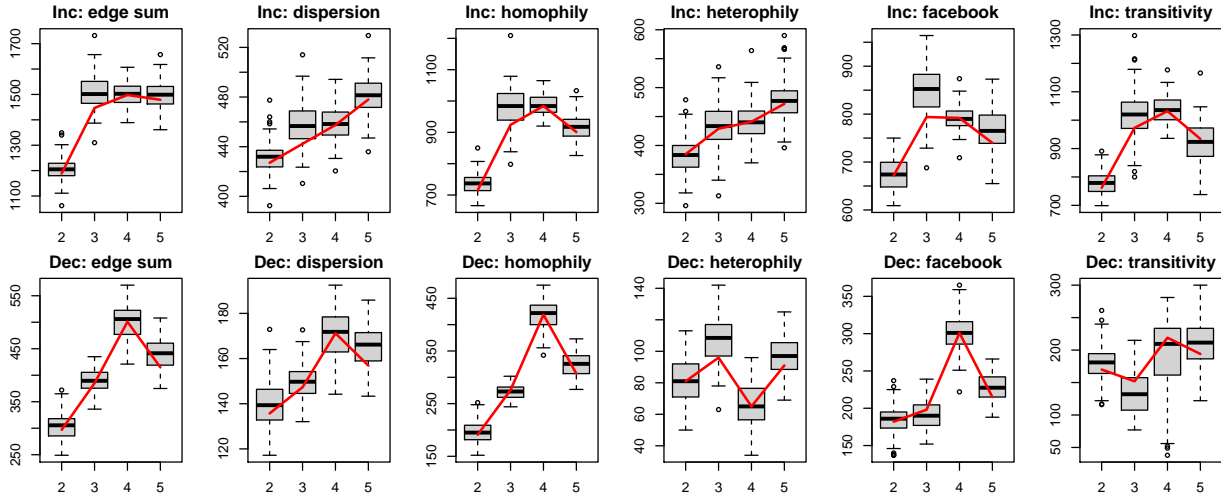 Inc: edge sum
1100 1300 1500 1700
2 3 4 5
Inc: dispersion
400 440 480 520
2 3 4 5
Inc: homophily
700 900 1100
2 3 4 5
Inc: heterophily
300 400 500 600
2 3 4 5
Inc: facebook
600 700 800 900
2 3 4 5
Inc: transitivity
700 900 1100 1300
2 3 4 5
Dec: edge sum
250 350 450 550
2 3 4 5
Dec: dispersion
120 140 160 180
2 3 4 5
Dec: homophily
150 250 350 450
2 3 4 5
Dec: heterophily
40 60 80 100 140
2 3 4 5
Dec: facebook
150 200 250 300 350
2 3 4 5
Dec: transitivity
50 100 200 300
2 3 4 5